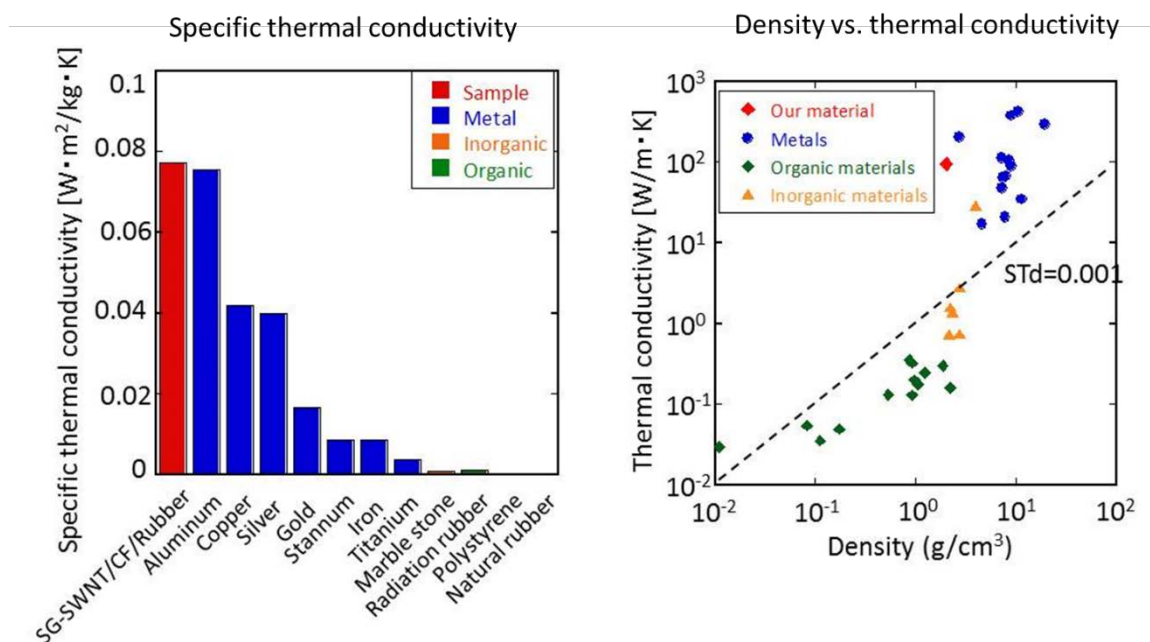 Specific thermal conductivity
Specific thermal conductivity [W・m²/kg・K]
0.1
0.08
0.06
0.04
0.02
0
Sample
Metal
Inorganic
Organic
SG-SWNT/CF/Rubber
Aluminum
Copper
Silver
Gold
Stannum
Iron
Titanium
Marble stone
Radiation rubber
Polystyrene
Natural rubber
Density vs. thermal conductivity
Thermal conductivity [W/m・K]
10³
10²
10¹
10⁰
10⁻¹
10⁻²
Our material
Metals
Organic materials
Inorganic materials
STd=0.001
10⁻²
10⁻¹
10⁰
10¹
10²
Density (g/cm³)